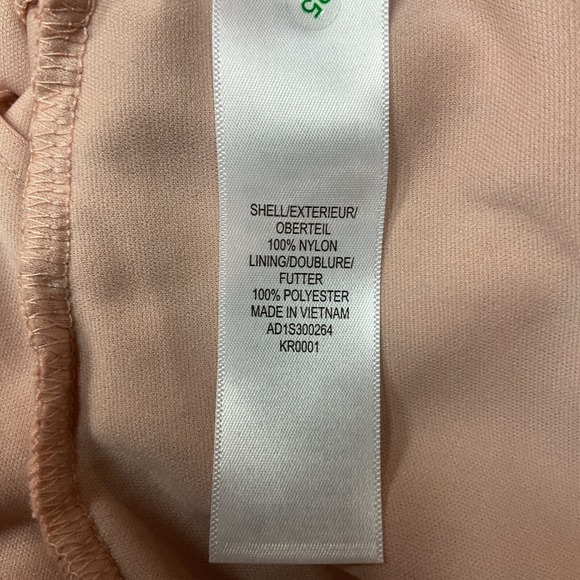 SHELL/EXTERIEUR/
OBERTEIL
100% NYLON
LINING/DOUBLURE/
FUTTER
100% POLYESTER
MADE IN VIETNAM
AD1S300264
KR0001